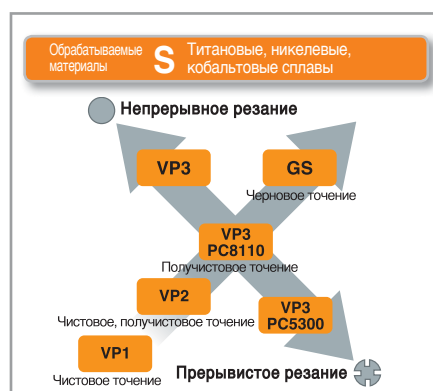 Обрабатываемые
материалы
S
Титановые, никелевые,
кобальтовые сплавы
Непрерывное резание
VP3
GS
Черновое точение
VP3
PC8110
Получистовое точение
VP2
Чистовое, получистовое точение
VP3
PC5300
VP1
Чистовое точение
Прерывистое резание